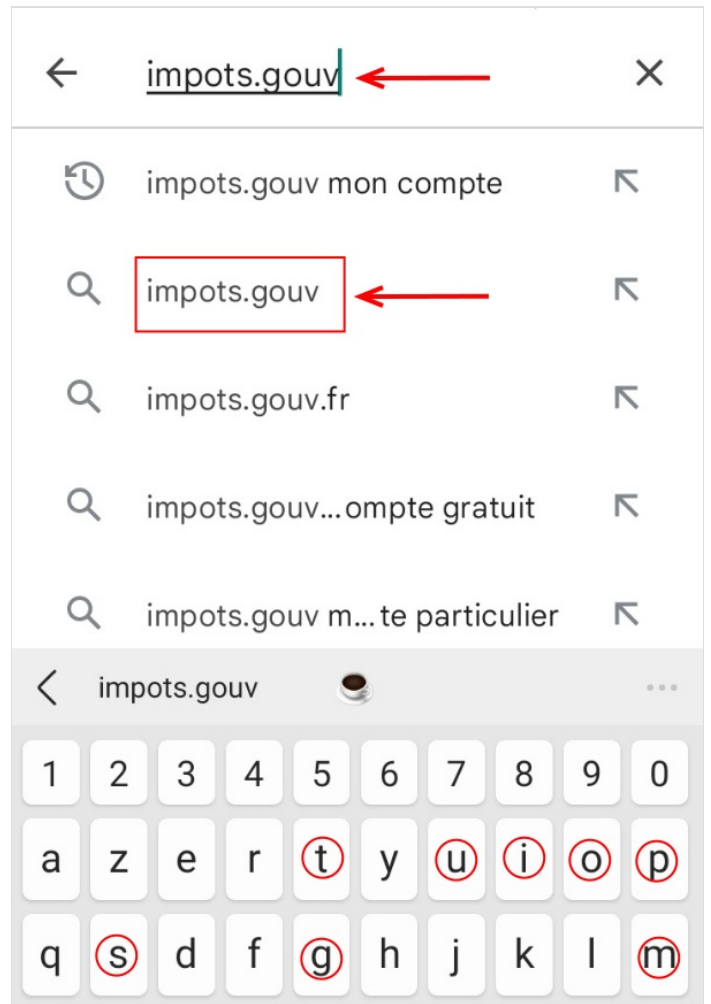 impots.gouv
impots.gouv mon compte
impots.gouv
impots.gouv.fr
impots.gouv...ompte gratuit
impots.gouv m...te particulier
impots.gouv
1 2 3 4 5 6 7 8 9 0
a z e r t y u i o p
q s d f g h j k l m